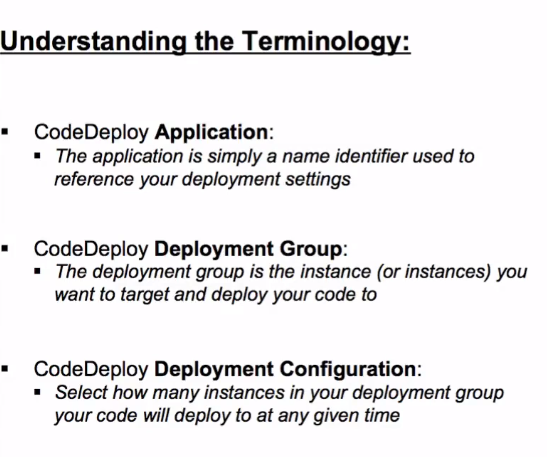 Understanding the Terminology:
▪ CodeDeploy Application:
▪ The application is simply a name identifier used to
reference your deployment settings
▪ CodeDeploy Deployment Group:
▪ The deployment group is the instance (or instances) you
want to target and deploy your code to
▪ CodeDeploy Deployment Configuration:
▪ Select how many instances in your deployment group
your code will deploy to at any given time